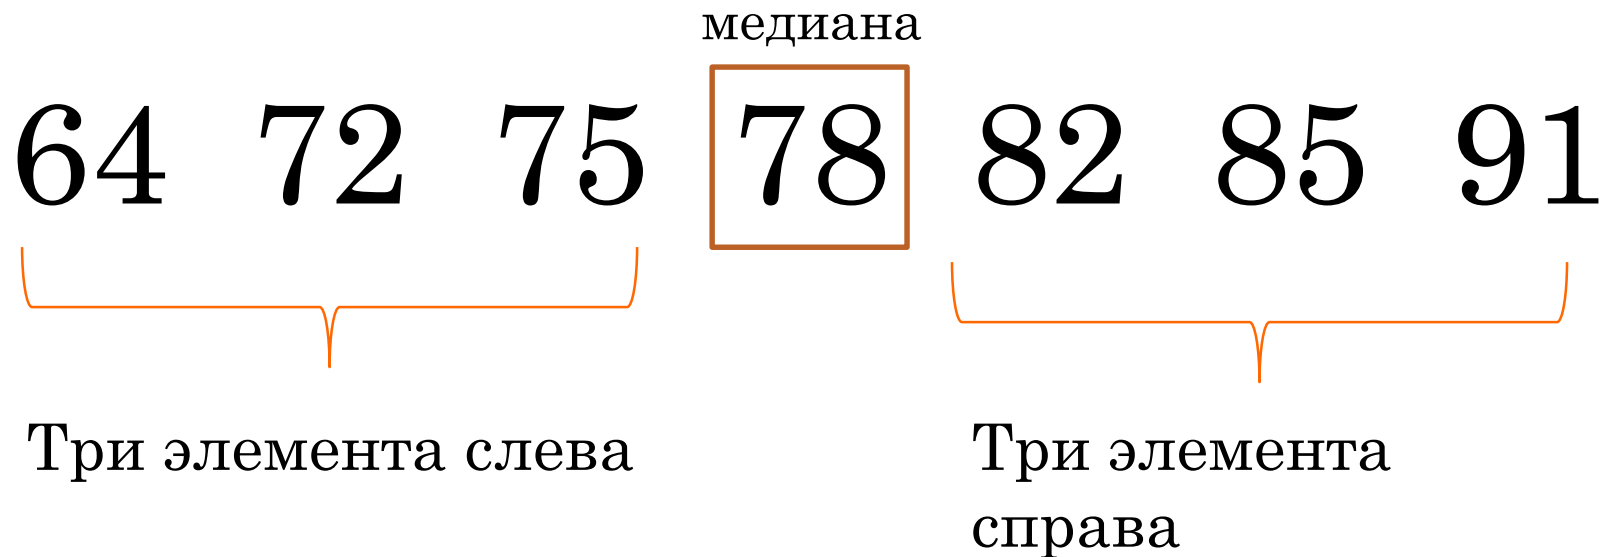 медиана
64 72 75 78 82 85 91
Три элемента слева
Три элемента
справа